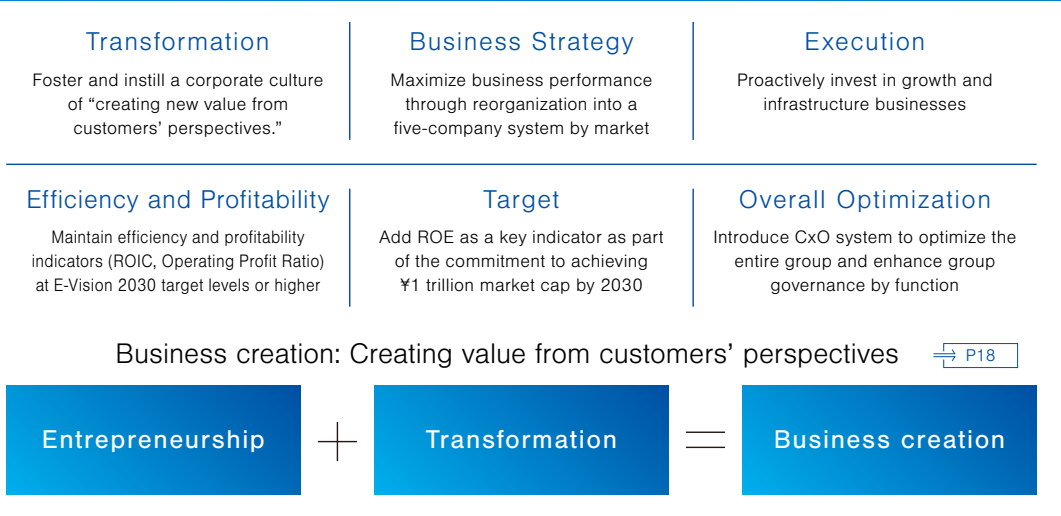 Transformation
Foster and instill a corporate culture
of “creating new value from
customers’ perspectives.”
Business Strategy
Maximize business performance
through reorganization into a
five-company system by market
Execution
Proactively invest in growth and
infrastructure businesses
Efficiency and Profitability
Maintain efficiency and profitability
indicators (ROIC, Operating Profit Ratio)
at E-Vision 2030 target levels or higher
Target
Add ROE as a key indicator as part
of the commitment to achieving
¥1 trillion market cap by 2030
Overall Optimization
Introduce CxO system to optimize the
entire group and enhance group
governance by function
Business creation: Creating value from customers’ perspectives
P18
Entrepreneurship + Transformation = Business creation